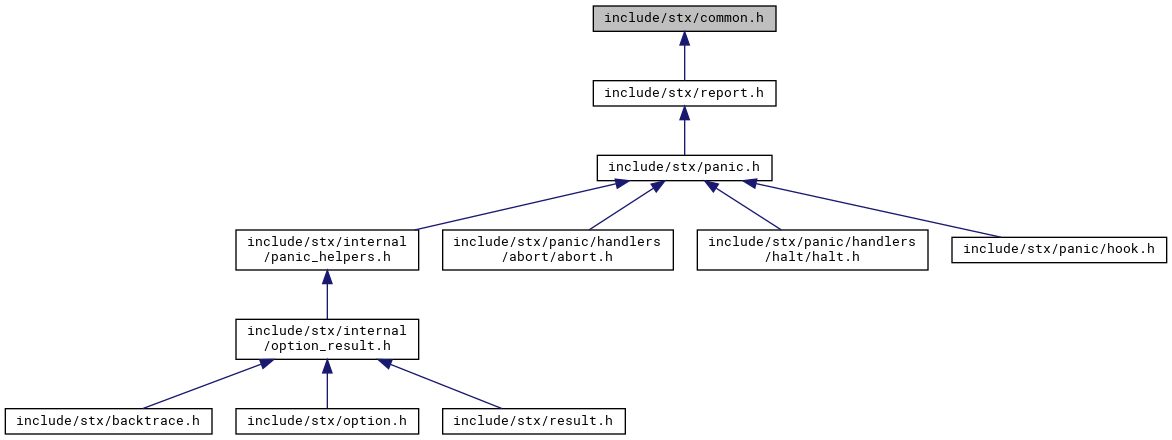 include/stx/common.h
include/stx/report.h
include/stx/panic.h
include/stx/internal
/panic_helpers.h
include/stx/panic/handlers
/abort/abort.h
include/stx/panic/handlers
/halt/halt.h
include/stx/panic/hook.h
include/stx/internal
/option_result.h
include/stx/backtrace.h
include/stx/option.h
include/stx/result.h